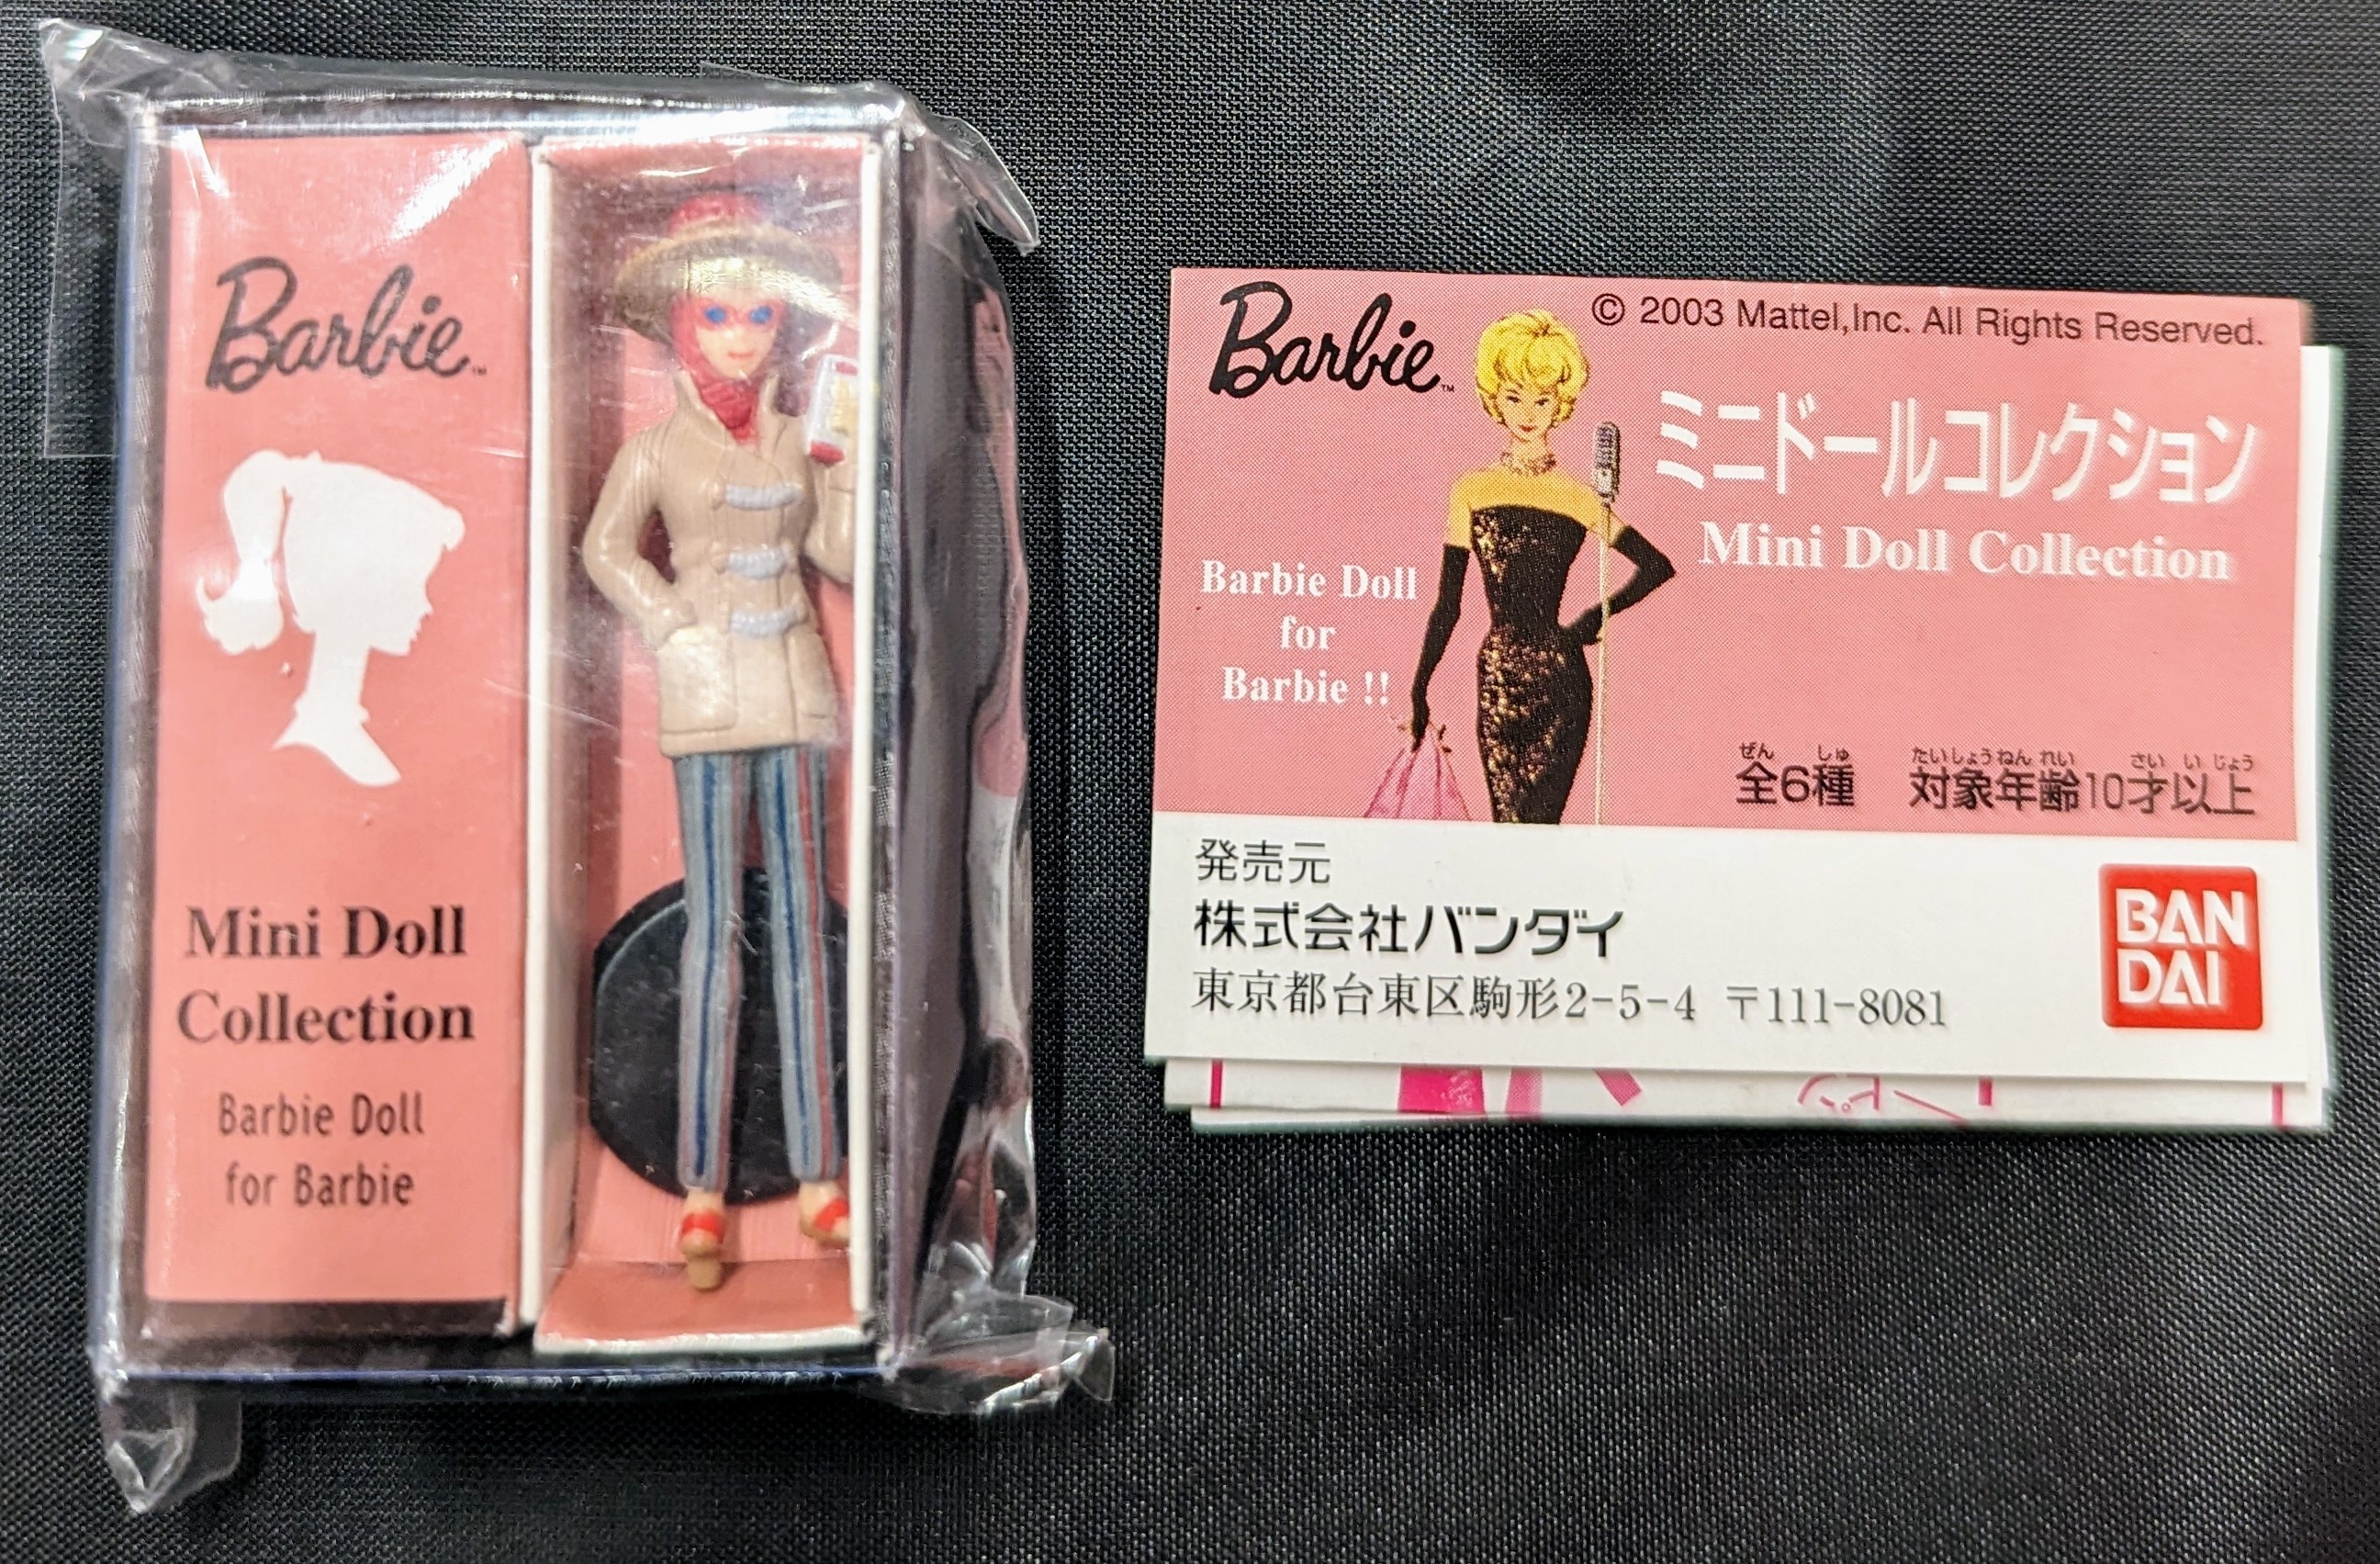 Barbie™
Mini Doll
Collection
Barbie Doll
for Barbie
Barbie™
© 2003 Mattel,Inc. All Rights Reserved.
ミニドールコレクション
Mini Doll Collection
Barbie Doll
for
Barbie !!
ぜん しゅ たいしょうねんれい さいいじょう
全6種 対象年齢10才以上
発売元
株式会社バンダイ
東京都台東区駒形2-5-4 〒111-8081
BAN
DAI